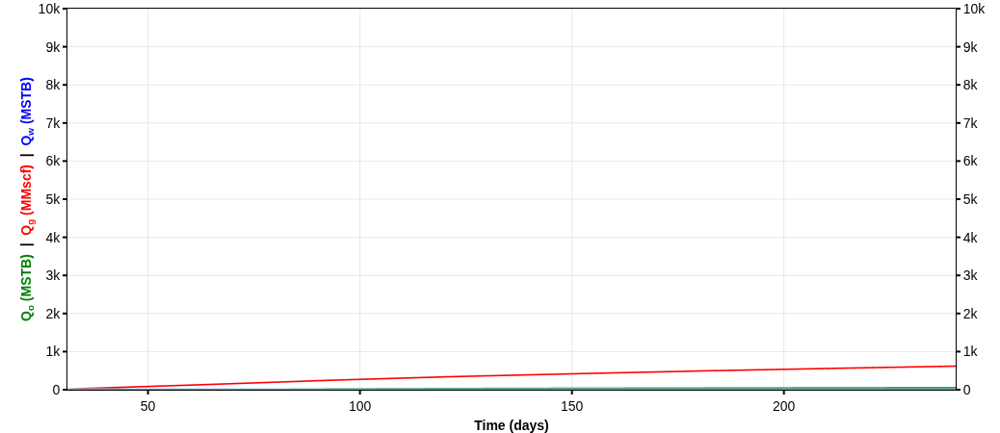 10k
9k
8k
7k
6k
5k
4k
3k
2k
1k
0
Qo (MSTB) | Qg (MMscf) | Qw (MSTB)
10k
9k
8k
7k
6k
5k
4k
3k
2k
1k
0
50 100 150 200
Time (days)